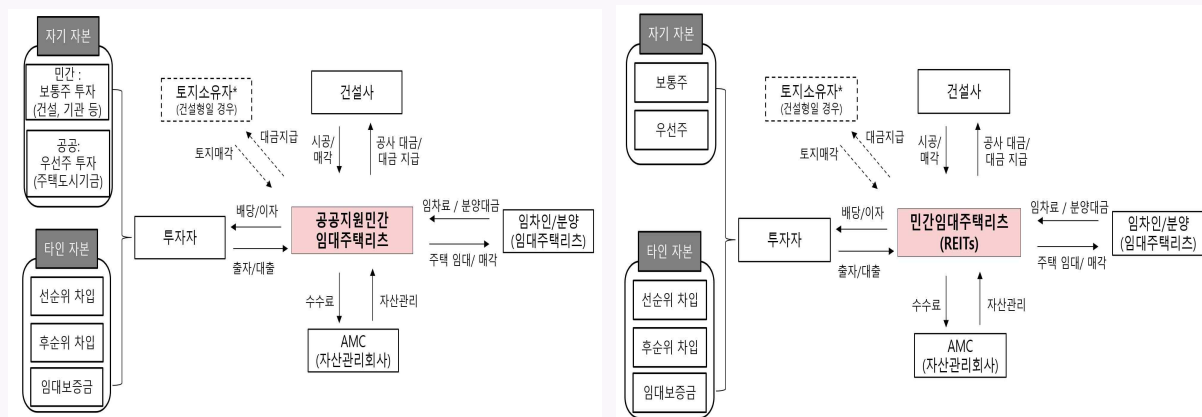 자기 자본
민간 :
보통주 투자
(건설, 기관 등)
공공:
우선주 투자
(주택도시기금)
타인 자본
선순위 차입
후순위 차입
임대보증금
투자자
토지소유자*
(건설형일 경우)
대금지급
토지매각
건설사
시공/
매각
공사 대금/
대금 지급
배당/이자
출자/대출
공공지원민간
임대주택리츠
임차료 / 분양대금
주택 임대/ 매각
임차인/분양
(임대주택리츠)
수수료
자산관리
AMC
(자산관리회사)
자기 자본
보통주
우선주
타인 자본
선순위 차입
후순위 차입
임대보증금
투자자
토지소유자*
(건설형일 경우)
대금지급
토지매각
건설사
시공/
매각
공사 대금/
대금 지급
배당/이자
출자/대출
민간임대주택리츠
(REITs)
임차료 / 분양대금
주택 임대/ 매각
임차인/분양
(임대주택리츠)
수수료
자산관리
AMC
(자산관리회사)